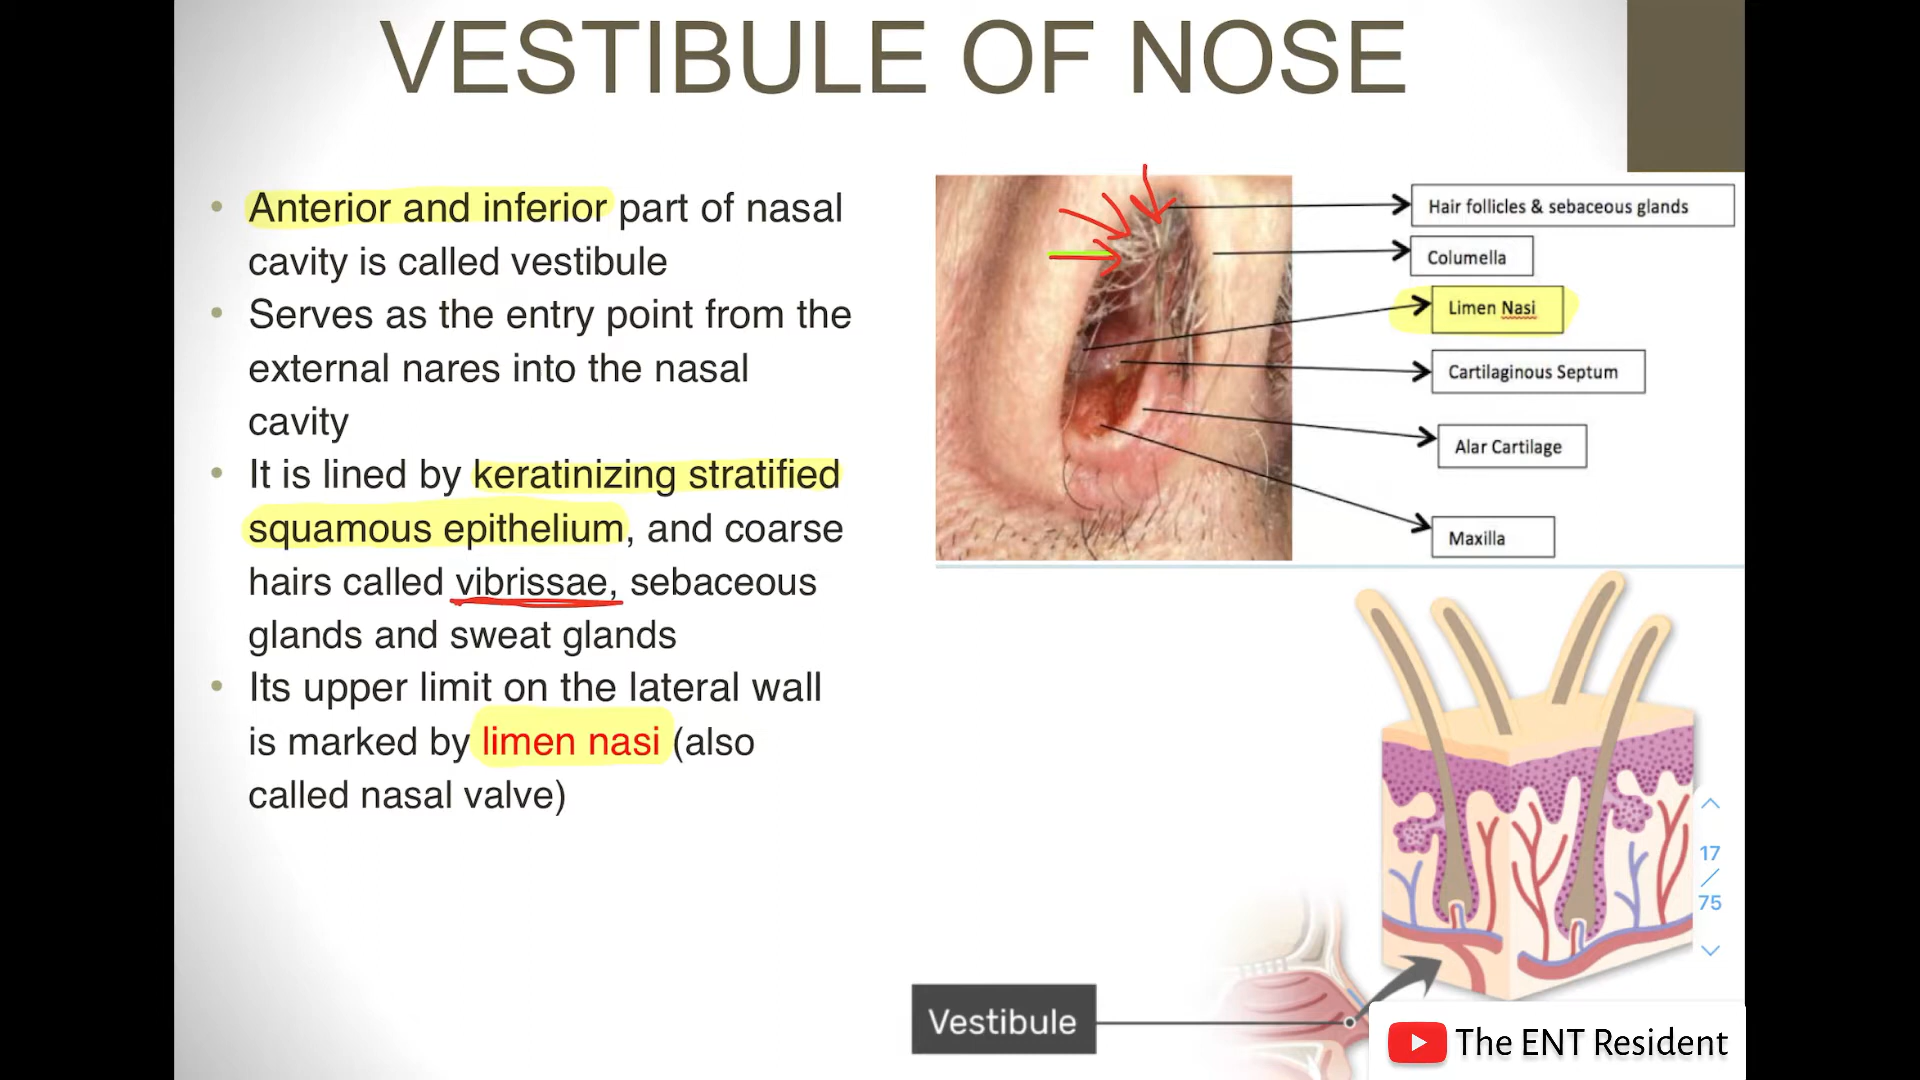 VESTIBULE OF NOSE
• Anterior and inferior part of nasal
cavity is called vestibule
• Serves as the entry point from the
external nares into the nasal
cavity
• It is lined by keratinizing stratified
squamous epithelium, and coarse
hairs called vibrissae, sebaceous
glands and sweat glands
• Its upper limit on the lateral wall
is marked by limen nasi (also
called nasal valve)
Hair follicles & sebaceous glands
Columella
Limen Nasi
Cartilaginous Septum
Alar Cartilage
Maxilla
17
/
75
Vestibule
The ENT Resident